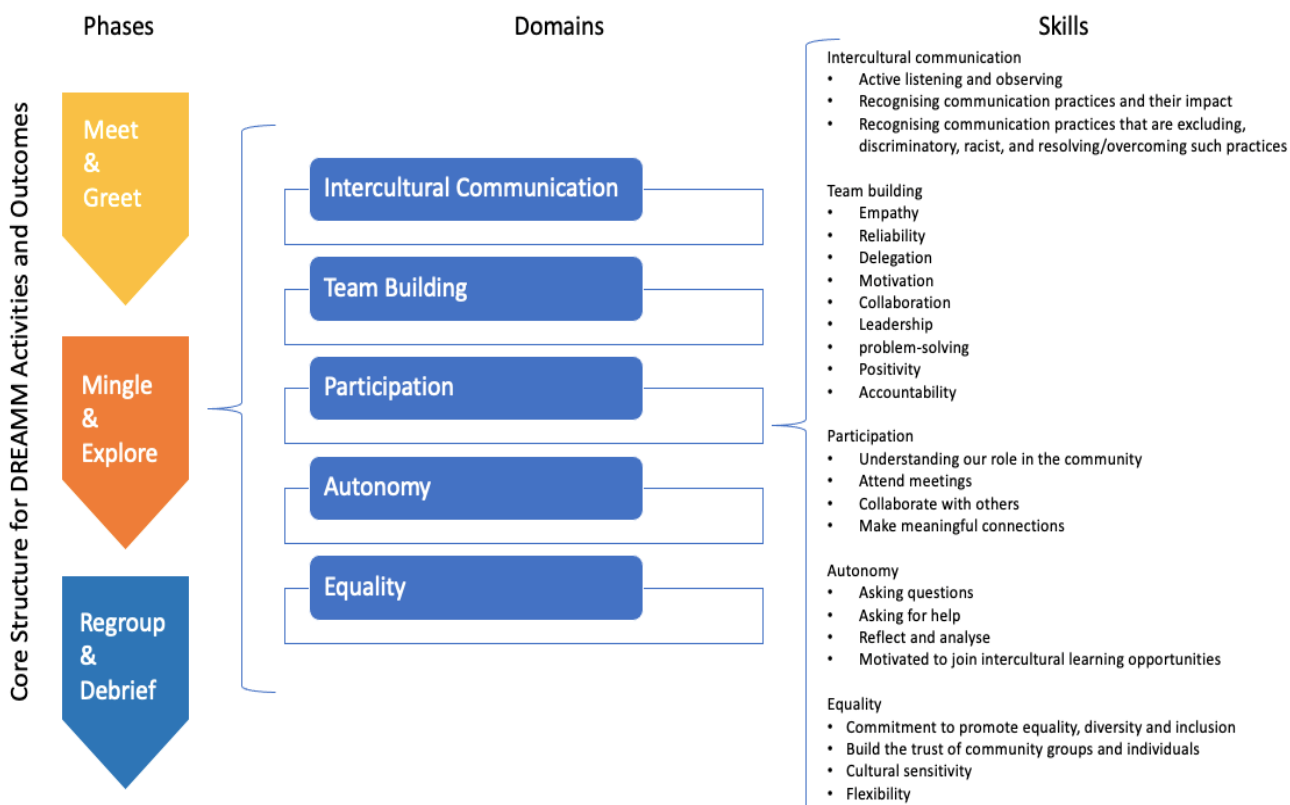 Phases
Domains
Skills
Core Structure for DREAMM Activities and Outcomes
Meet
&
Greet
Mingle
&
Explore
Regroup
&
Debrief
Intercultural Communication
Team Building
Participation
Autonomy
Equality
Intercultural communication
• Active listening and observing
• Recognising communication practices and their impact
• Recognising communication practices that are excluding,
discriminatory, racist, and resolving/overcoming such practices
Team building
• Empathy
• Reliability
• Delegation
• Motivation
• Collaboration
• Leadership
• problem-solving
• Positivity
• Accountability
Participation
• Understanding our role in the community
• Attend meetings
• Collaborate with others
• Make meaningful connections
Autonomy
• Asking questions
• Asking for help
• Reflect and analyse
• Motivated to join intercultural learning opportunities
Equality
• Commitment to promote equality, diversity and inclusion
• Build the trust of community groups and individuals
• Cultural sensitivity
• Flexibility